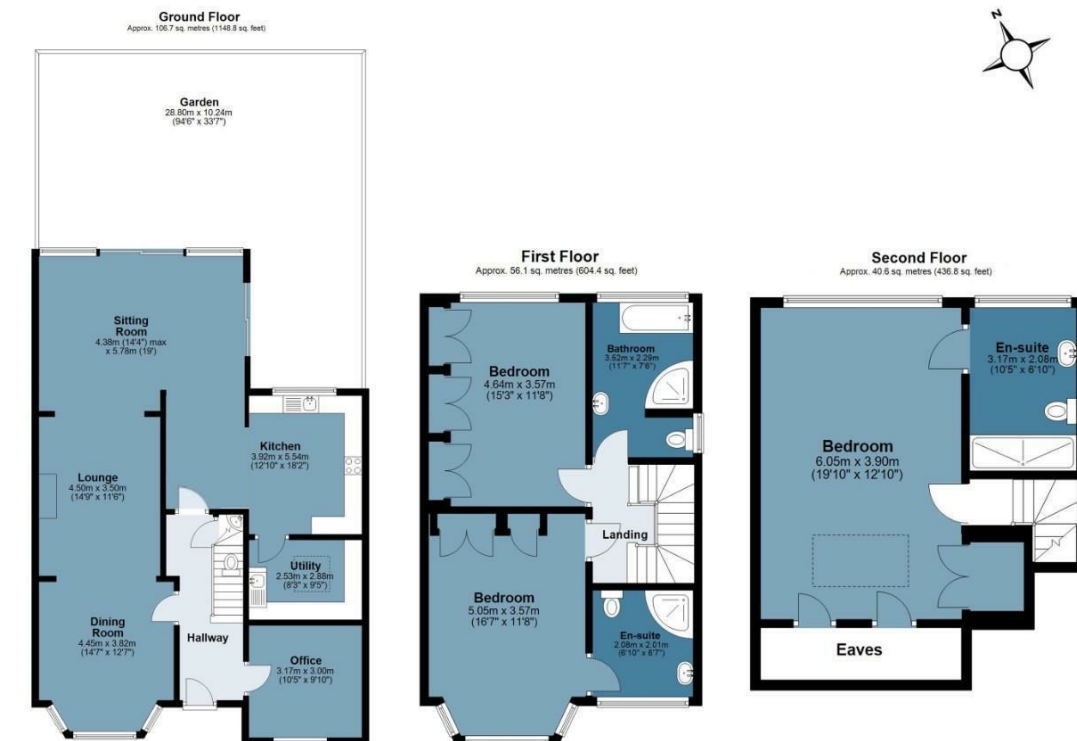 Ground Floor
Approx. 106.7 sq. metres (1148.8 sq. feet)
N
Garden
28.80m x 10.24m
(94'6" x 33'7")
Sitting
Room
4.38m (14'4") max
x 5.78m (19')
Kitchen
3.92m x 5.54m
(12'10" x 18'2")
Lounge
4.50m x 3.50m
(14'9" x 11'6")
Utility
2.53m x 2.88m
(8'3" x 9'5")
Dining
Room
4.45m x 3.82m
(14'7" x 12'7")
Hallway
Office
3.17m x 3.00m
(10'5" x 9'10")
First Floor
Approx. 56.1 sq. metres (604.4 sq. feet)
Bathroom
3.52m x 2.29m
(11'7" x 7'6")
Bedroom
4.64m x 3.57m
(15'3" x 11'8")
Landing
Bedroom
5.05m x 3.57m
(16'7" x 11'8")
En-suite
2.08m x 2.01m
(6'10" x 6'7")
Second Floor
Approx. 40.6 sq. metres (436.8 sq. feet)
En-suite
3.17m x 2.08m
(10'5" x 6'10")
Bedroom
6.05m x 3.90m
(19'10" x 12'10")
Eaves